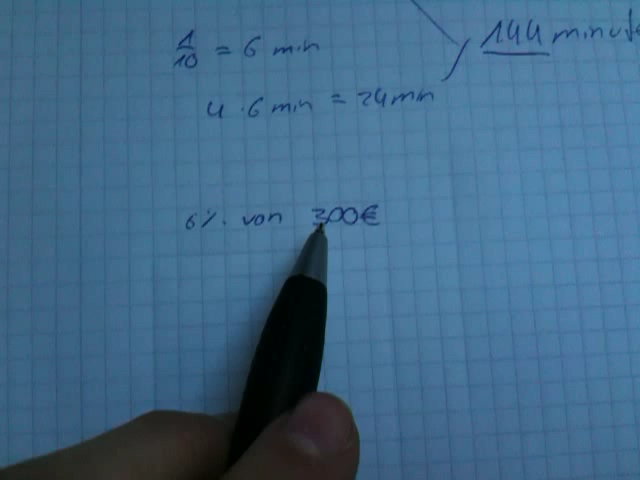 1/10 = 6 min
144 minute
4 · 6 min = 24 min
6% von 300€